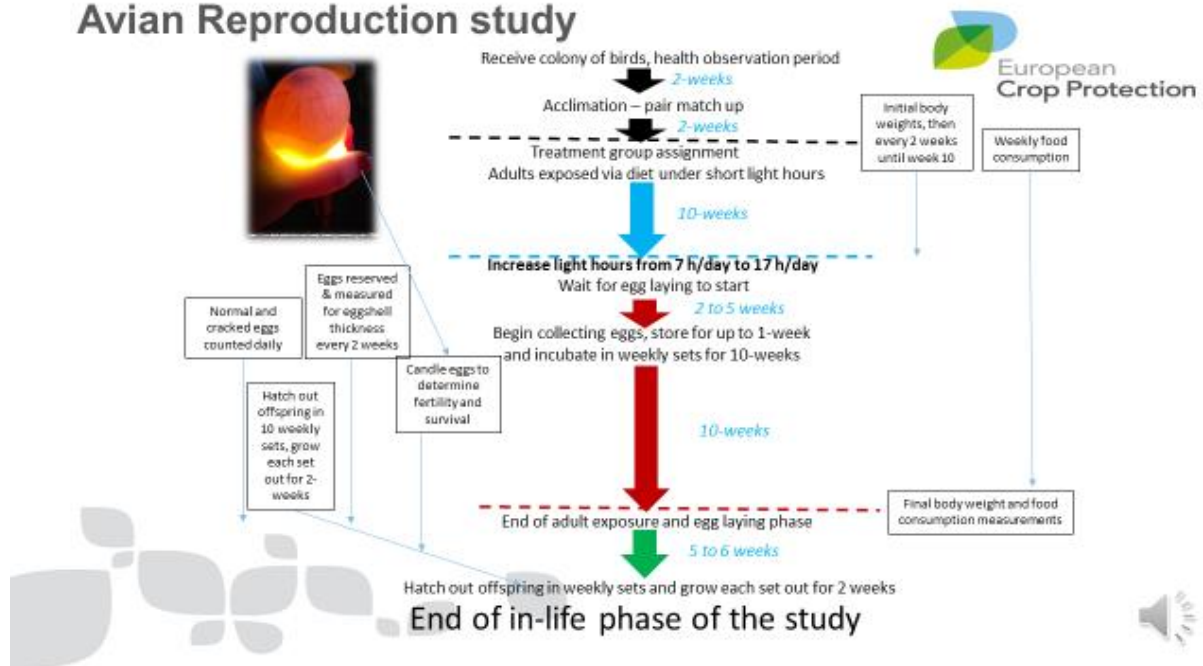 Avian Reproduction study
European
Crop Protection
Receive colony of birds, health observation period
2-weeks
Acclimation – pair match up
2-weeks
Treatment group assignment
Adults exposed via diet under short light hours
10-weeks
Initial body
weights, then
every 2 weeks
until week 10
Weekly food
consumption
Increase light hours from 7 h/day to 17 h/day
Wait for egg laying to start
2 to 5 weeks
Begin collecting eggs, store for up to 1-week
and incubate in weekly sets for 10-weeks
Normal and
cracked eggs
counted daily
Eggs reserved
& measured
for eggshell
thickness
every 2 weeks
Candle eggs to
determine
fertility and
survival
Hatch out
offspring in
10 weekly
sets, grow
each set
out for 2-
weeks
10-weeks
Final body weight and food
consumption measurements
End of adult exposure and egg laying phase
5 to 6 weeks
Hatch out offspring in weekly sets and grow each set out for 2 weeks
End of in-life phase of the study